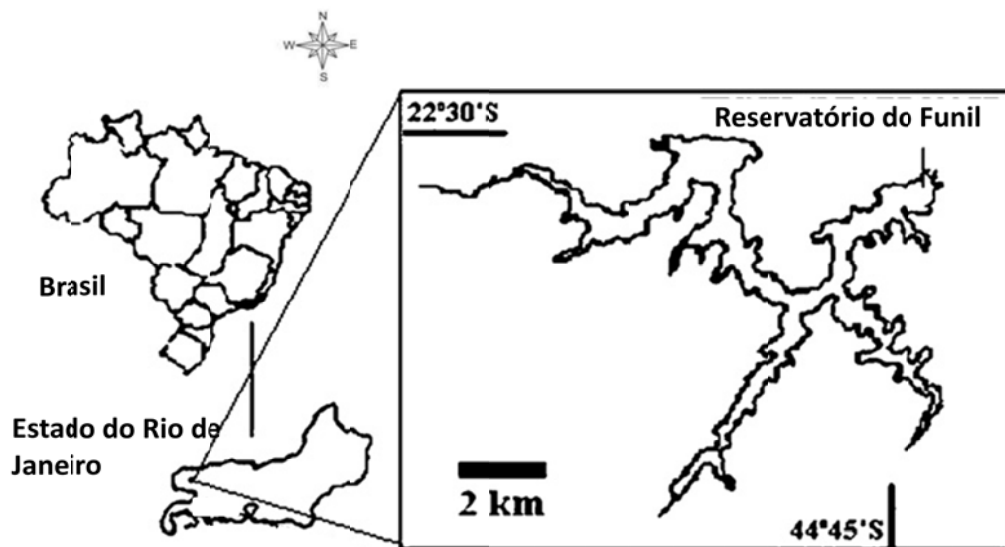 N
W E
S
22°30'S
Reservatório do Funil
Brasil
Estado do Rio de
Janeiro
2 km
44°45'S